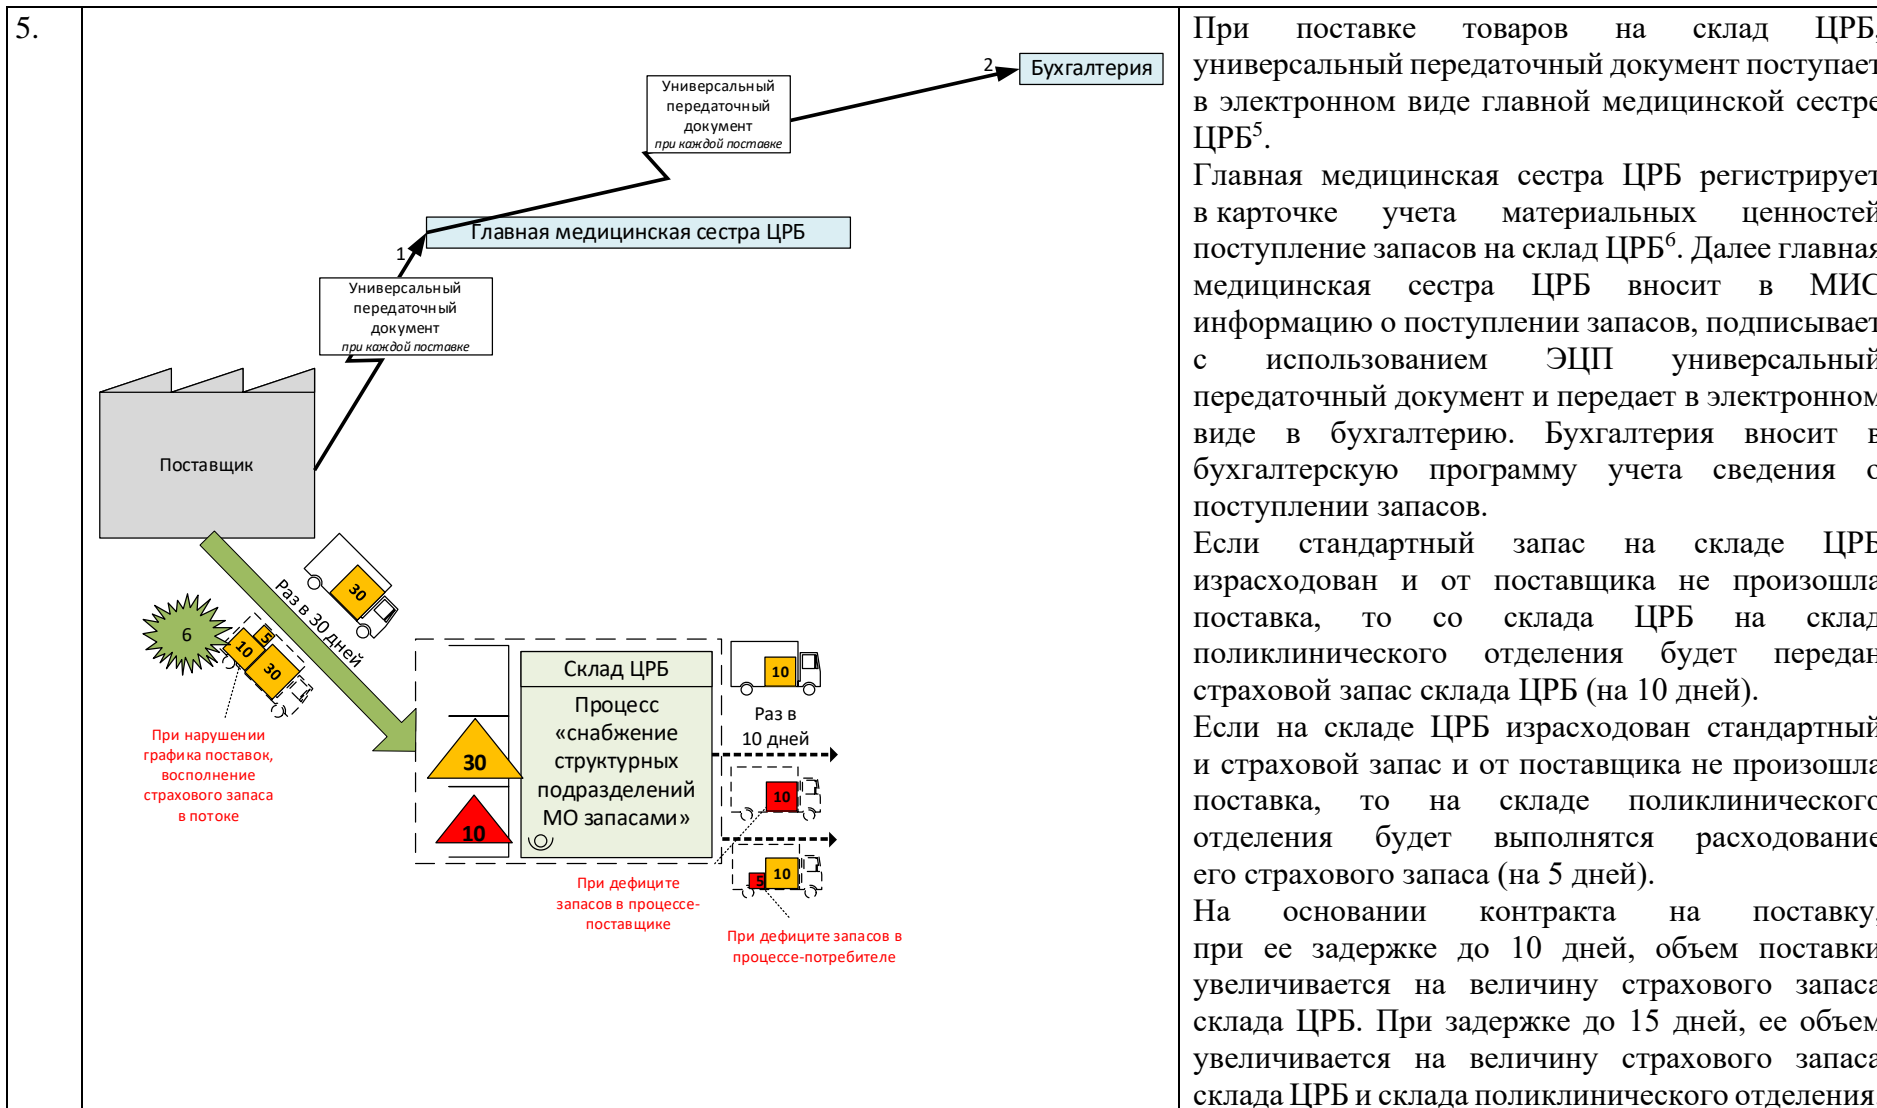 5.
2
Бухгалтерия
Универсальный
передаточный
документ
при каждой поставке
Главная медицинская сестра ЦРБ
1
Универсальный
передаточный
документ
при каждой поставке
Поставщик
30
Раз в 30 дней
6
5
10
30
При нарушении
графика поставок,
восполнение
страхового запаса
в потоке
30
10
Склад ЦРБ
Процесс
«снабжение
структурных
подразделений
МО запасами»
10
Раз в
10 дней
10
5
10
При дефиците
запасов в процессе-
поставщике
При дефиците запасов в
процессе-потребителе
При поставке товаров на склад ЦРБ,
универсальный передаточный документ поступает
в электронном виде главной медицинской сестре
ЦРБ⁵.
Главная медицинская сестра ЦРБ регистрирует
в карточке учета материальных ценностей
поступление запасов на склад ЦРБ⁶. Далее главная
медицинская сестра ЦРБ вносит в МИС
информацию о поступлении запасов, подписывает
с использованием ЭЦП универсальный
передаточный документ и передает в электронном
виде в бухгалтерию. Бухгалтерия вносит в
бухгалтерскую программу учета сведения о
поступлении запасов.
Если стандартный запас на складе ЦРБ
израсходован и от поставщика не произошла
поставка, то со склада ЦРБ на склад
поликлинического отделения будет передан
страховой запас склада ЦРБ (на 10 дней).
Если на складе ЦРБ израсходован стандартный
и страховой запас и от поставщика не произошла
поставка, то на складе поликлинического
отделения будет выполнятся расходование
его страхового запаса (на 5 дней).
На основании контракта на поставку,
при ее задержке до 10 дней, объем поставки
увеличивается на величину страхового запаса
склада ЦРБ. При задержке до 15 дней, ее объем
увеличивается на величину страхового запаса
склада ЦРБ и склада поликлинического отделения.